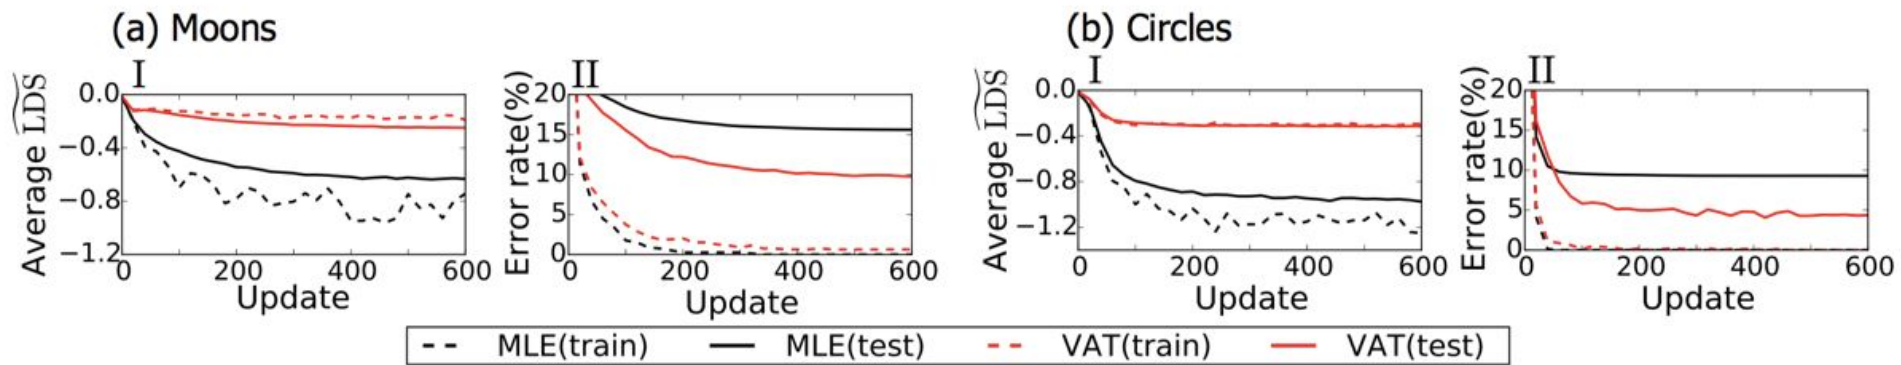 (a) Moons
I
Average L͠D͠S
0.0
−0.4
−0.8
−1.2
0 200 400 600
Update
II
Error rate(%)
20
15
10
5
0
0 200 400 600
Update
(b) Circles
I
Average L͠D͠S
0.0
−0.4
−0.8
−1.2
0 200 400 600
Update
II
Error rate(%)
20
15
10
5
0
0 200 400 600
Update
MLE(train) MLE(test) VAT(train) VAT(test)